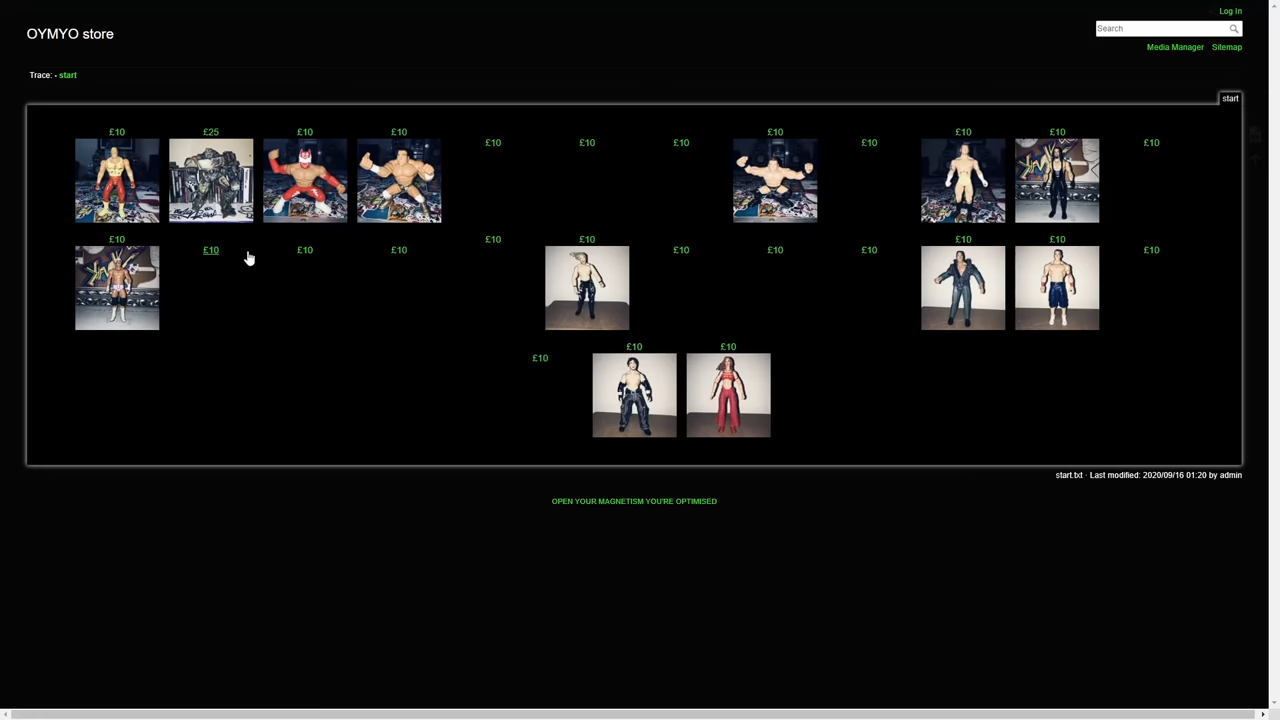 Log In
OYMYO store
Search
Media Manager Sitemap
Trace: • start
start
£10 £25 £10 £10 £10 £10 £10 £10 £10 £10 £10 £10
£10 £10 £10 £10 £10 £10 £10 £10 £10 £10 £10 £10
£10 £10 £10
start.txt · Last modified: 2020/09/16 01:20 by admin
OPEN YOUR MAGNETISM YOU'RE OPTIMISED